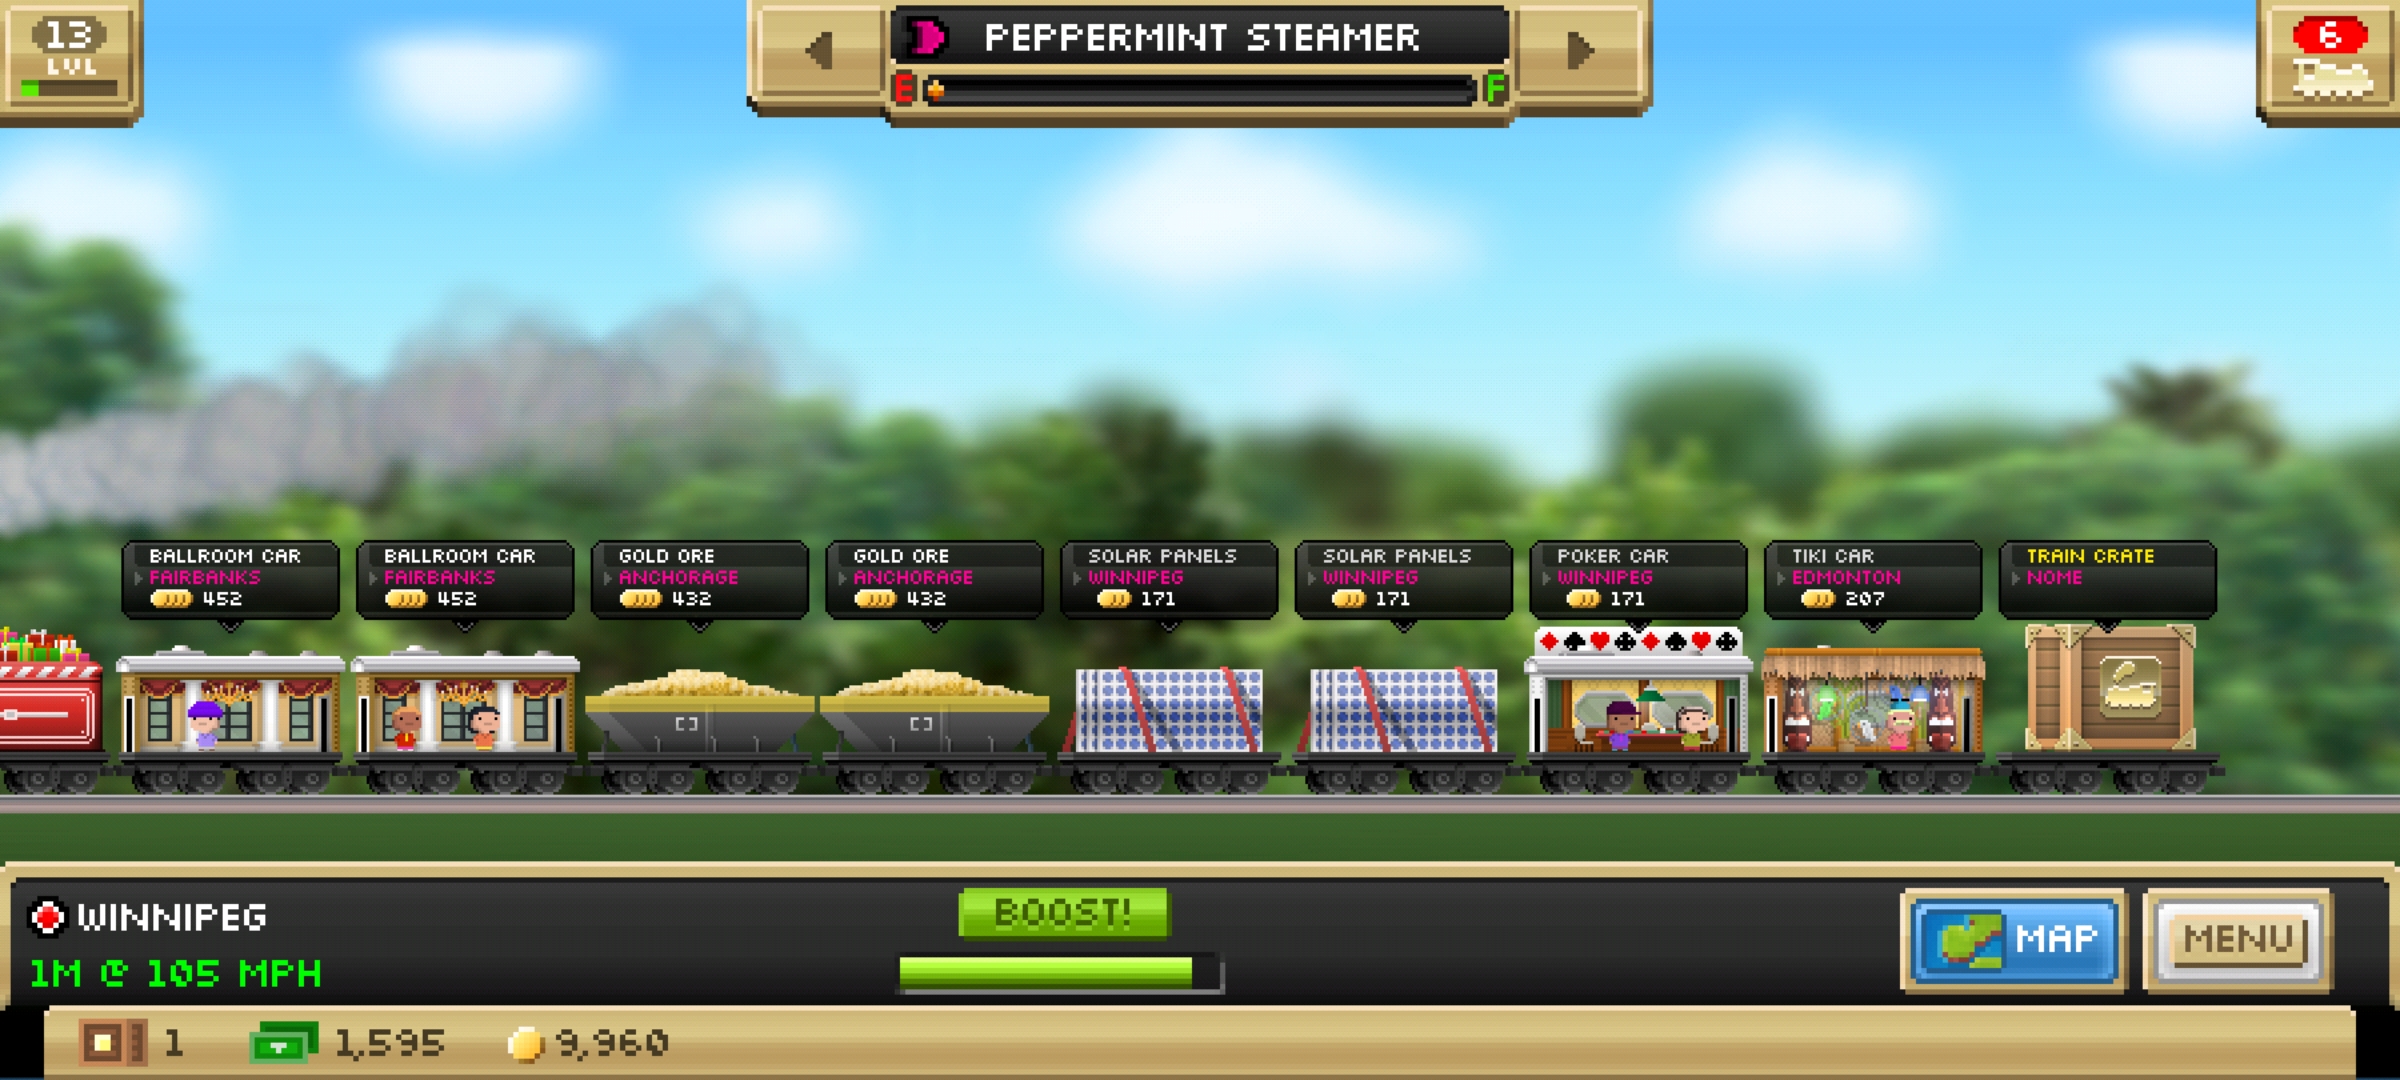 13
LVL
PEPPERMINT STEAMER
E
F
6
BALLROOM CAR
FAIRBANKS
452
BALLROOM CAR
FAIRBANKS
452
GOLD ORE
ANCHORAGE
432
GOLD ORE
ANCHORAGE
432
SOLAR PANELS
WINNIPEG
171
SOLAR PANELS
WINNIPEG
171
POKER CAR
WINNIPEG
171
TIKI CAR
EDMONTON
207
TRAIN CRATE
NOME
WINNIPEG
1M @ 105 MPH
BOOST!
MAP
MENU
1
1,595
9,960